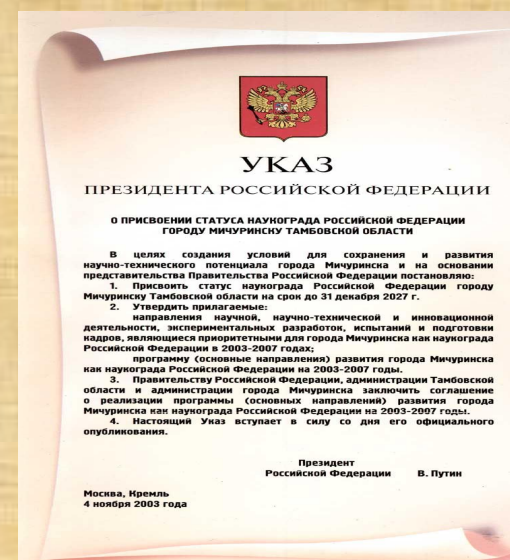 УКАЗ
ПРЕЗИДЕНТА РОССИЙСКОЙ ФЕДЕРАЦИИ
О ПРИСВОЕНИИ СТАТУСА НАУКОГРАДА РОССИЙСКОЙ ФЕДЕРАЦИИ
ГОРОДУ МИЧУРИНСКУ ТАМБОВСКОЙ ОБЛАСТИ
В целях создания условий для сохранения и развития
научно-технического потенциала города Мичуринска и на основании
представительства Правительства Российской Федерации постановляю:
1. Присвоить статус наукограда Российской Федерации городу
Мичуринску Тамбовской области на срок до 31 декабря 2027 г.
2. Утвердить прилагаемые:
направления научной, научно-технической и инновационной
деятельности, экспериментальных разработок, испытаний и подготовки
кадров, являющиеся приоритетными для города Мичуринска как наукограда
Российской Федерации в 2003-2007 годах;
программу (основные направления) развития города Мичуринска
как наукограда Российской Федерации на 2003-2007 годы.
3. Правительству Российской Федерации, администрации Тамбовской
области и администрации города Мичуринска заключить соглашение
о реализации программы (основных направлений) развития города
Мичуринска как наукограда Российской Федерации на 2003-2007 годы.
4. Настоящий Указ вступает в силу со дня его официального
опубликования.
Президент
Российской Федерации В. Путин
Москва, Кремль
4 ноября 2003 года